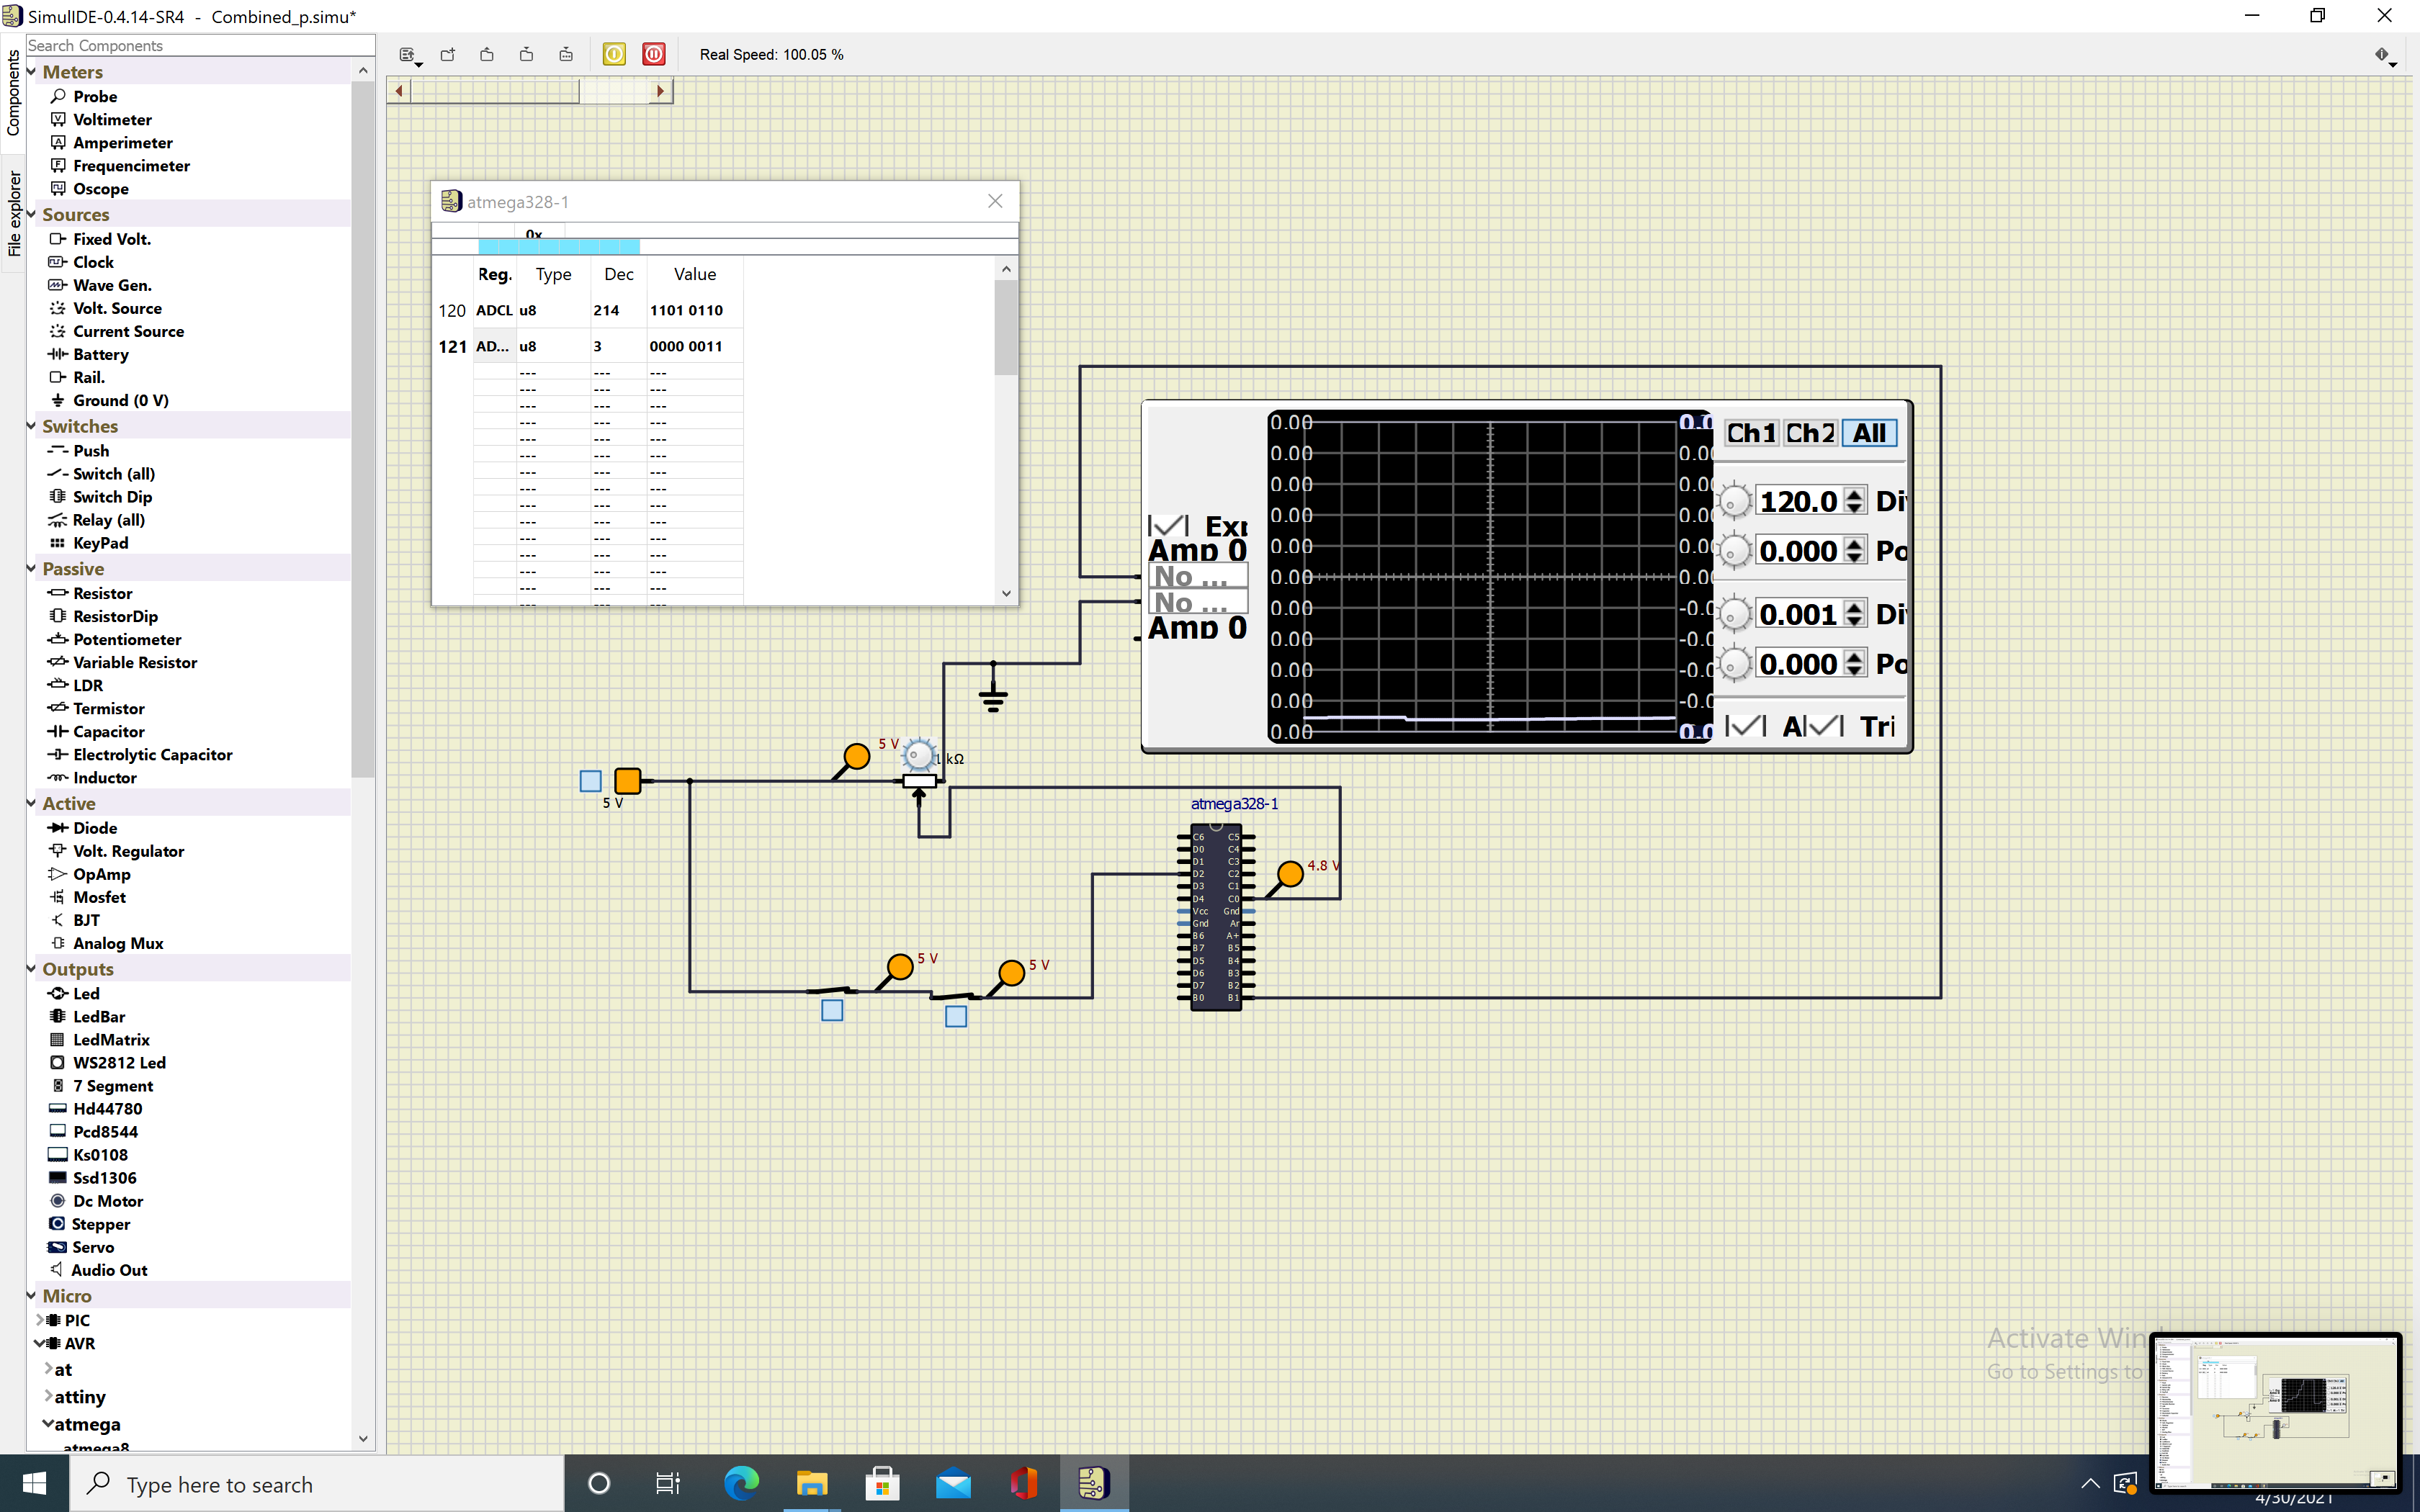 SimulIDE-0.4.14-SR4 - Combined_p.simu*
Components
File explorer
Search Components
Meters
Probe
Voltimeter
Amperimeter
Frequencimeter
Oscope
Sources
Fixed Volt.
Clock
Wave Gen.
Volt. Source
Current Source
Battery
Rail.
Ground (0 V)
Switches
Push
Switch (all)
Switch Dip
Relay (all)
KeyPad
Passive
Resistor
ResistorDip
Potentiometer
Variable Resistor
LDR
Termistor
Capacitor
Electrolytic Capacitor
Inductor
Active
Diode
Volt. Regulator
OpAmp
Mosfet
BJT
Analog Mux
Outputs
Led
LedBar
LedMatrix
WS2812 Led
7 Segment
Hd44780
Pcd8544
Ks0108
Ssd1306
Dc Motor
Stepper
Servo
Audio Out
Micro
PIC
AVR
at
attiny
atmega
atmega8
Real Speed: 100.05 %
atmega328-1
0x
Reg. Type Dec Value
120 ADCL u8 214 1101 0110
121 AD... u8 3 0000 0011
--- --- ---
--- --- ---
--- --- ---
--- --- ---
--- --- ---
--- --- ---
--- --- ---
--- --- ---
--- --- ---
--- --- ---
--- --- ---
--- --- ---
--- --- ---
--- --- ---
Exp
Amp 0
No ...
No ...
Amp 0
0.00
0.00
0.00
0.00
0.00
0.00
0.00
0.00
0.00
0.00
0.00
0.0
0.00
0.00
0.00
0.00
0.00
-0.0
-0.0
-0.0
-0.0
0.0
Ch1 Ch2 All
120.0 Di
0.000 Po
0.001 Di
0.000 Po
A Tri
5 V
1 kΩ
5 V
atmega328-1
4.8 V
5 V
5 V
C6 C5
D0 C4
D1 C3
D2 C2
D3 C1
D4 C0
Vcc Gnd
Gnd Ar
B6 A+
B7 B5
D5 B4
D6 B3
D7 B2
B0 B1
Activate Win
Go to Settings to
Type here to search
4/30/2021